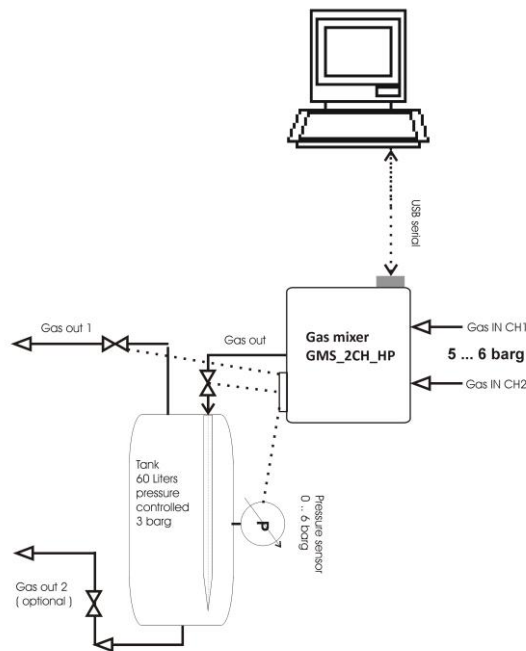 USB serial
Gas mixer
GMS_2CH_HP
Gas IN CH1
5 ... 6 barg
Gas IN CH2
Gas out 1
Gas out
Tank
60 Liters
pressure
controlled
3 barg
P
Pressure sensor
0 .. 6 barg
Gas out 2
( optional )